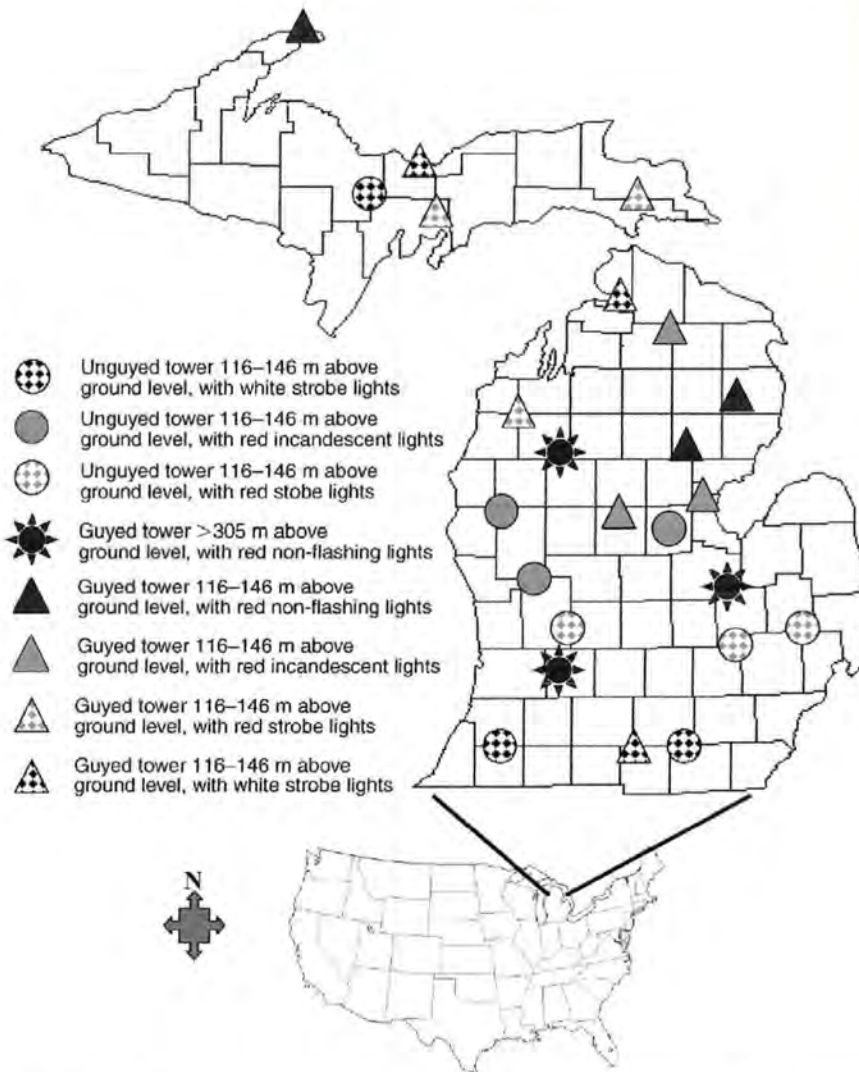 Unguyed tower 116–146 m above
ground level, with white strobe lights
Unguyed tower 116–146 m above
ground level, with red incandescent lights
Unguyed tower 116–146 m above
ground level, with red stobe lights
Guyed tower >305 m above
ground level, with red non-flashing lights
Guyed tower 116–146 m above
ground level, with red non-flashing lights
Guyed tower 116–146 m above
ground level, with red incandescent lights
Guyed tower 116–146 m above
ground level, with red strobe lights
Guyed tower 116–146 m above
ground level, with white strobe lights
N